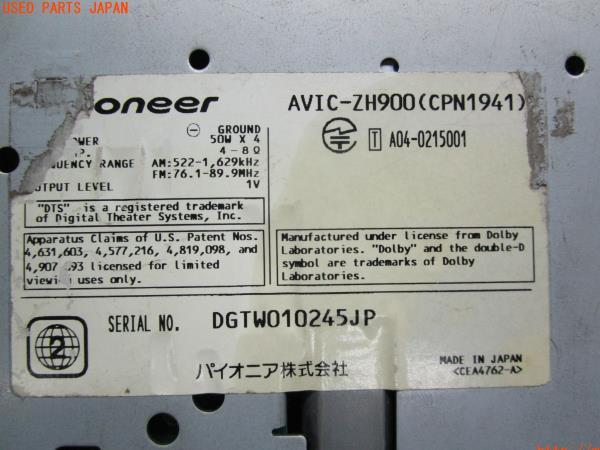 USED PARTS JAPAN
oneer
AVIC-ZH900(CPN1941)
GROUND
50W X 4
4-8Ω
RANGE AM:522-1,629kHz
FM:76.1-89.9MHz
LEVEL 1V
T A04-0215001
"DTS" is a registered trademark
of Digital Theater Systems, Inc.
Apparatus Claims of U.S. Patent Nos.
4,631,603, 4,577,216, 4,819,098, and
4,907 93 licensed for limited
viewing uses only.
Manufactured under license from Dolby
Laboratories. "Dolby" and the double-D
symbol are trademarks of Dolby
Laboratories.
2
SERIAL NO. DGTW010245JP
パイオニア株式会社
MADE IN JAPAN
<CEA4762-A>